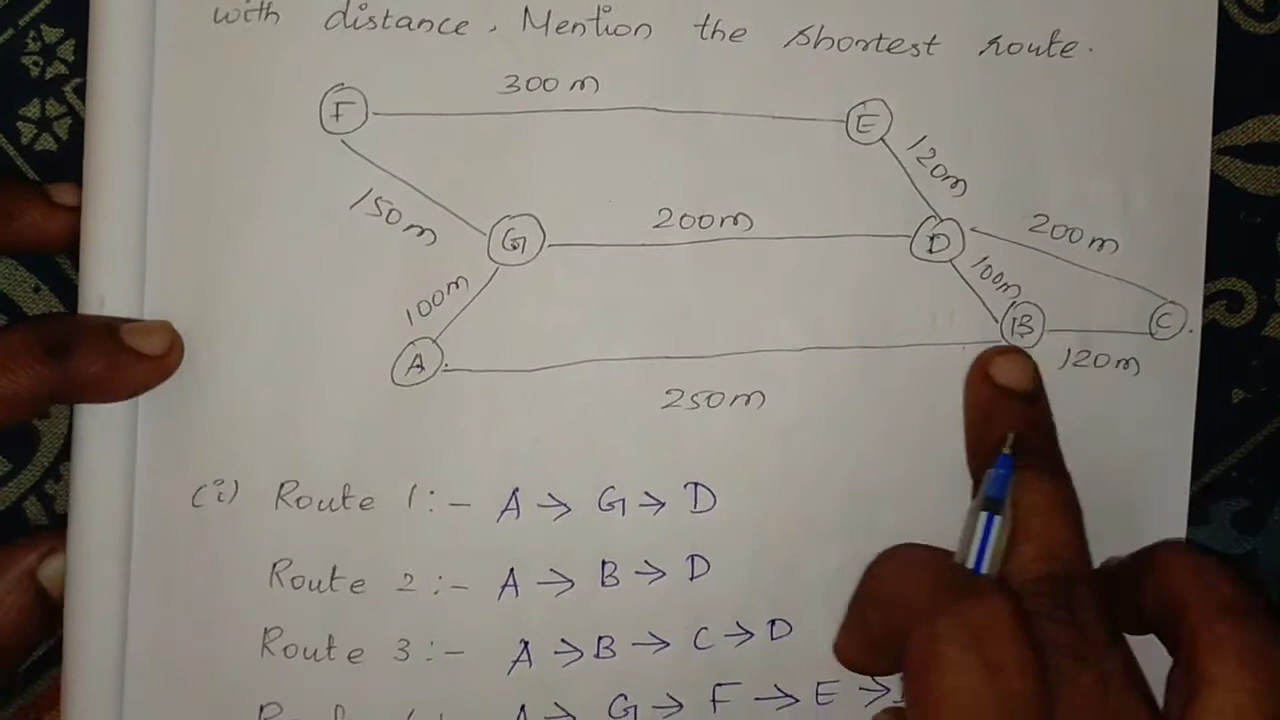 with distance. Mention the shortest route.
300m
F
E
120m
150m
G
200m
D
200m
100m
100m
B
C
A
120m
250m
(i) Route 1:- A → G → D
Route 2:- A → B → D
Route 3:- A → B → C → D
A → G → F → E →